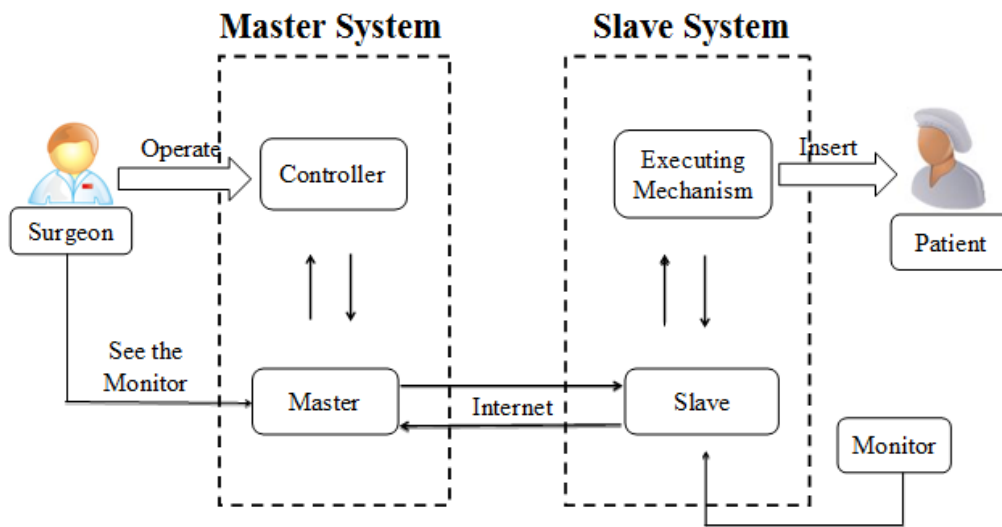 Master System
Slave System
Operate
Controller
Executing
Mechanism
Insert
Surgeon
Patient
See the
Monitor
Master
Internet
Slave
Monitor